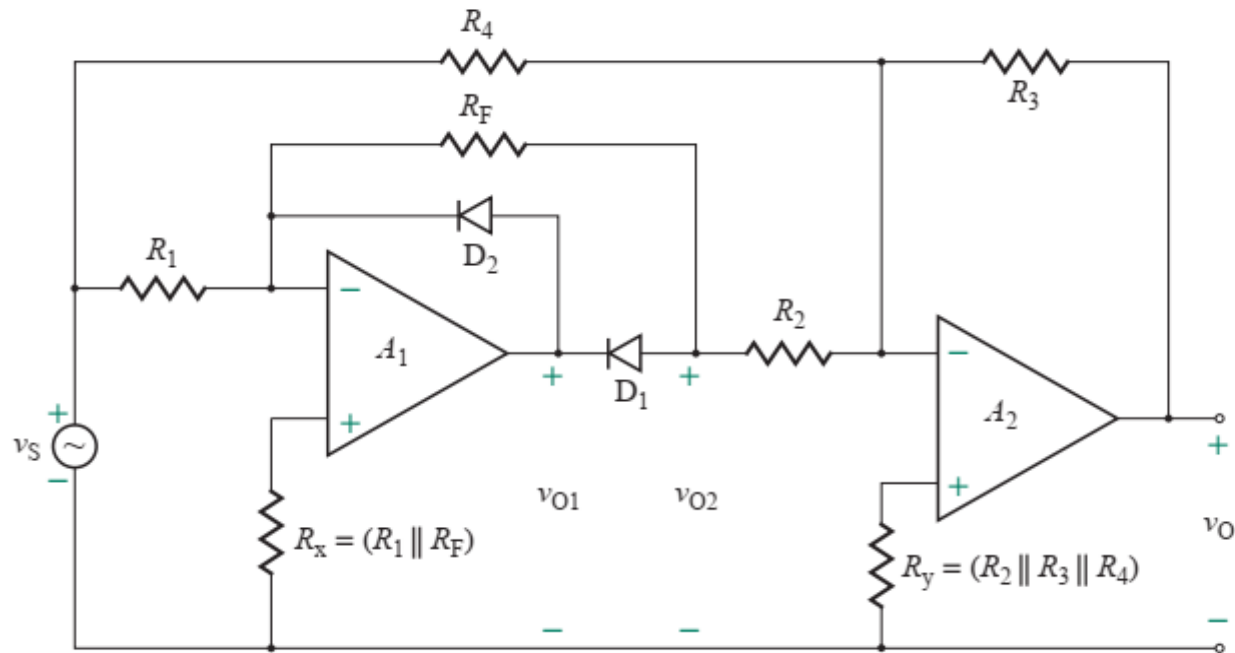 R4
R3
RF
D2
R1
R2
A1
D1
A2
+
−
+
−
+
−
+
−
+
−
+
−
+
−
vS
~
vO1
vO2
vO
Rx = (R1 || RF)
Ry = (R2 || R3 || R4)